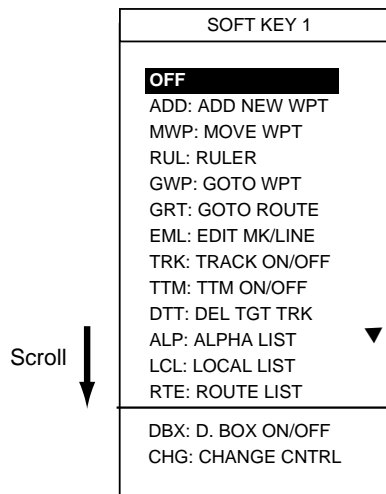 SOFT KEY 1
OFF
ADD: ADD NEW WPT
MWP: MOVE WPT
RUL: RULER
GWP: GOTO WPT
GRT: GOTO ROUTE
EML: EDIT MK/LINE
TRK: TRACK ON/OFF
TTM: TTM ON/OFF
DTT: DEL TGT TRK
ALP: ALPHA LIST
LCL: LOCAL LIST
RTE: ROUTE LIST
Scroll
DBX: D. BOX ON/OFF
CHG: CHANGE CNTRL